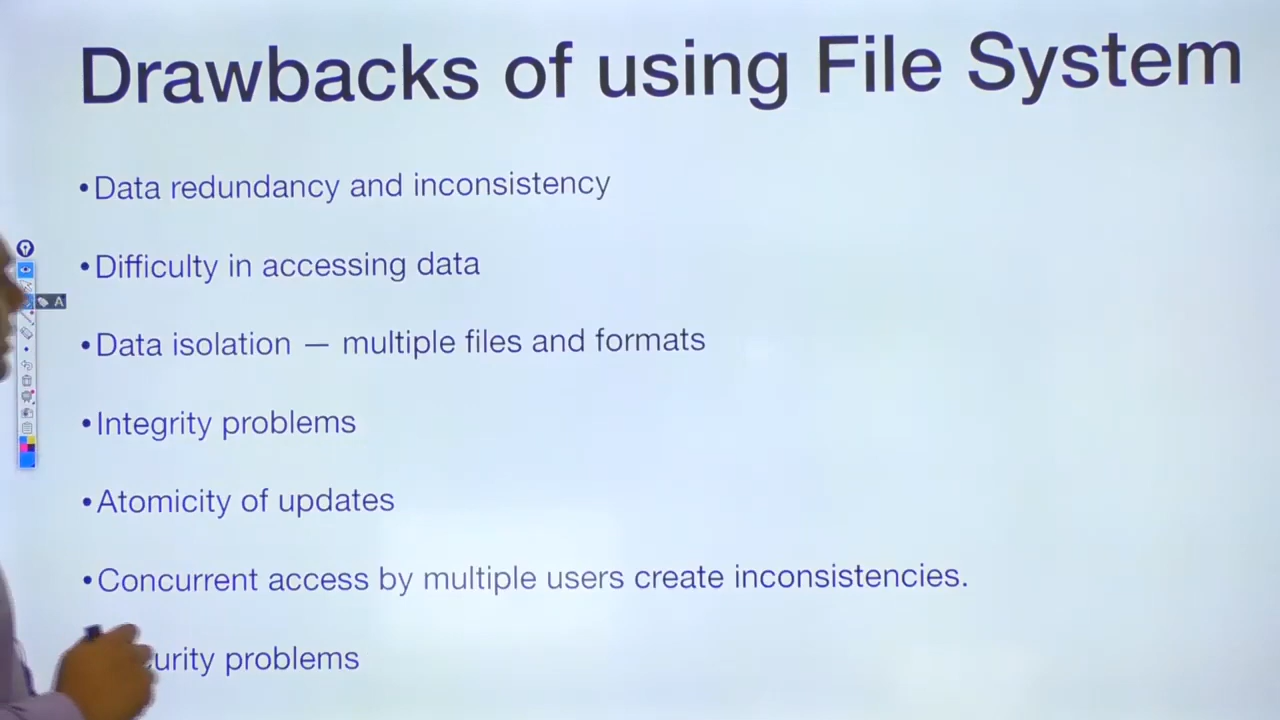 Drawbacks of using File System
•Data redundancy and inconsistency
•Difficulty in accessing data
•Data isolation — multiple files and formats
•Integrity problems
•Atomicity of updates
•Concurrent access by multiple users create inconsistencies.
problems
A